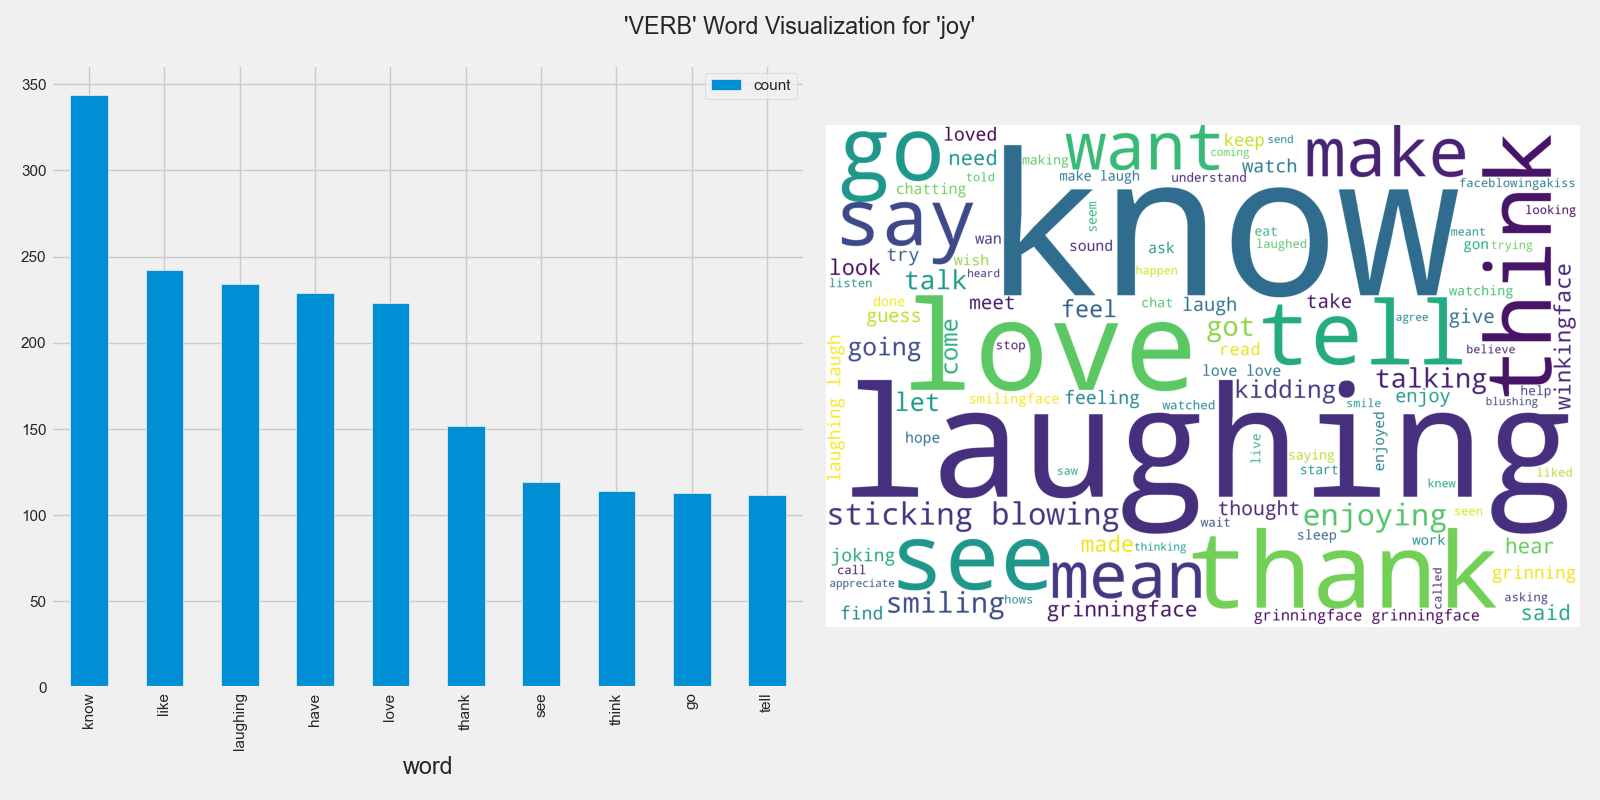 'VERB' Word Visualization for 'joy'
count
350
300
250
200
150
100
50
0
know
like
laughing
have
love
thank
see
think
go
tell
word
go
loved
need
chatting
told
making
want
make laugh
coming
keep
send
watch
understand
make
think
faceblowingakiss
looking
say
know
seem
wan
sound
ask
eat
laughed
meant
gon
trying
try
wish
look
listen
talk
heard
happen
watching
winkingface
done
guess
meet
feel
chat
laugh
take
give
going
come
love
stop
got
read
tell
agree
believe
laughing laugh
let
smilingface
feeling
love love
watched
kidding
talking
enjoy
smile
help
blushing
hope
laughing
saw
live
saying
start
enjoyed
knew
liked
sticking blowing
wait
thought
enjoying
seen
joking
call
appreciate
see
made
thinking
mean
thank
sleep
work
hear
grinning
find
smiling
shows
grinningface
grinningface grinningface
called
asking
said